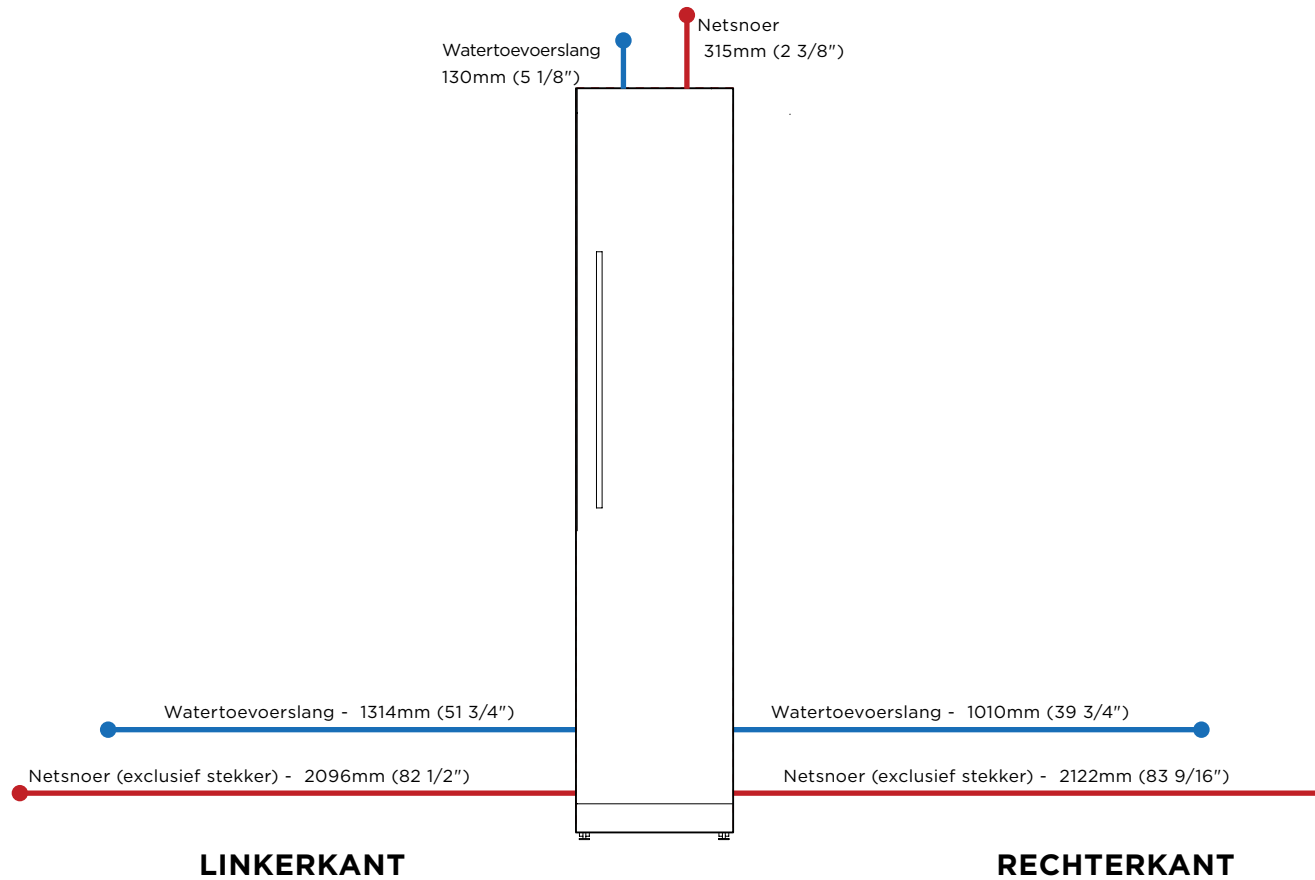 Netsnoer
315mm (2 3/8")
Watertoevoerslang
130mm (5 1/8")
Watertoevoerslang - 1314mm (51 3/4")
Watertoevoerslang - 1010mm (39 3/4")
Netsnoer (exclusief stekker) - 2096mm (82 1/2")
Netsnoer (exclusief stekker) - 2122mm (83 9/16")
LINKERKANT
RECHTERKANT